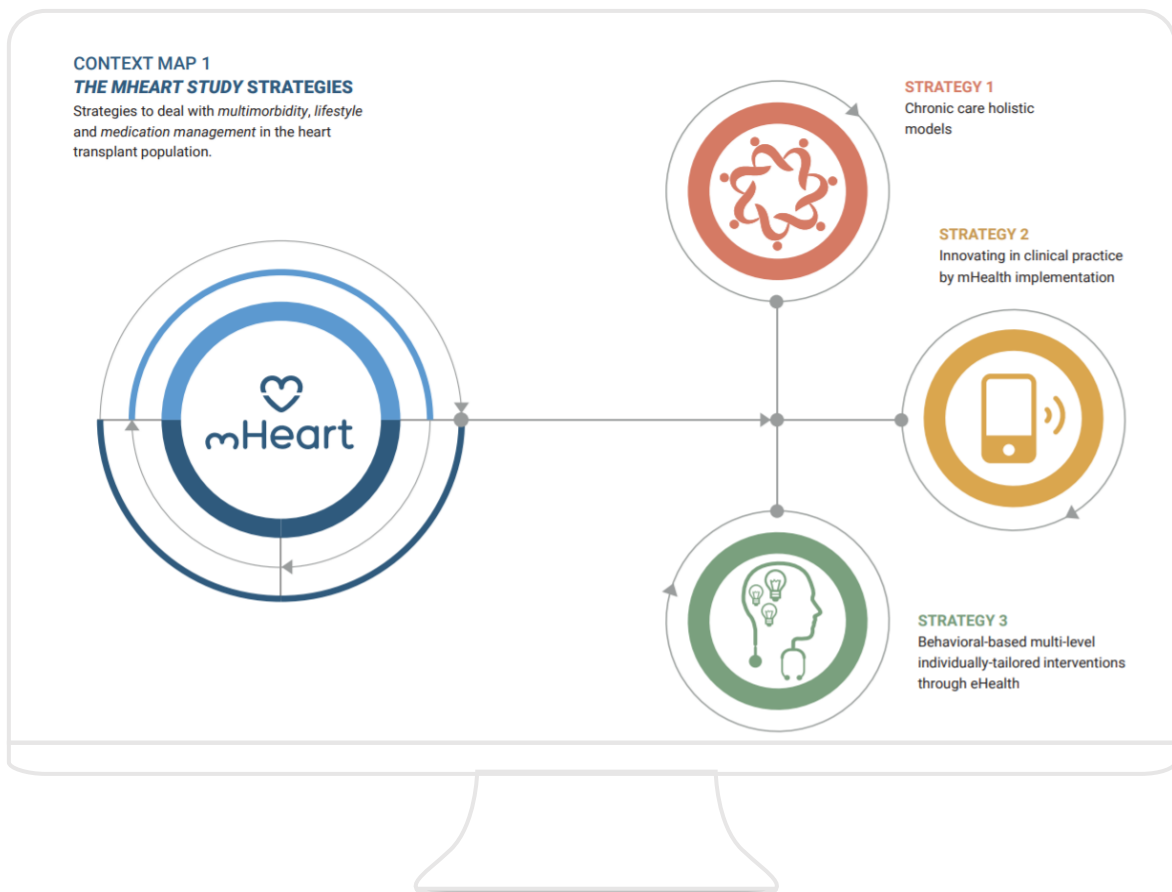 CONTEXT MAP 1
THE MHEART STUDY STRATEGIES
Strategies to deal with multimorbidity, lifestyle
and medication management in the heart
transplant population.
mHeart
STRATEGY 1
Chronic care holistic
models
STRATEGY 2
Innovating in clinical practice
by mHealth implementation
STRATEGY 3
Behavioral-based multi-level
individually-tailored interventions
through eHealth